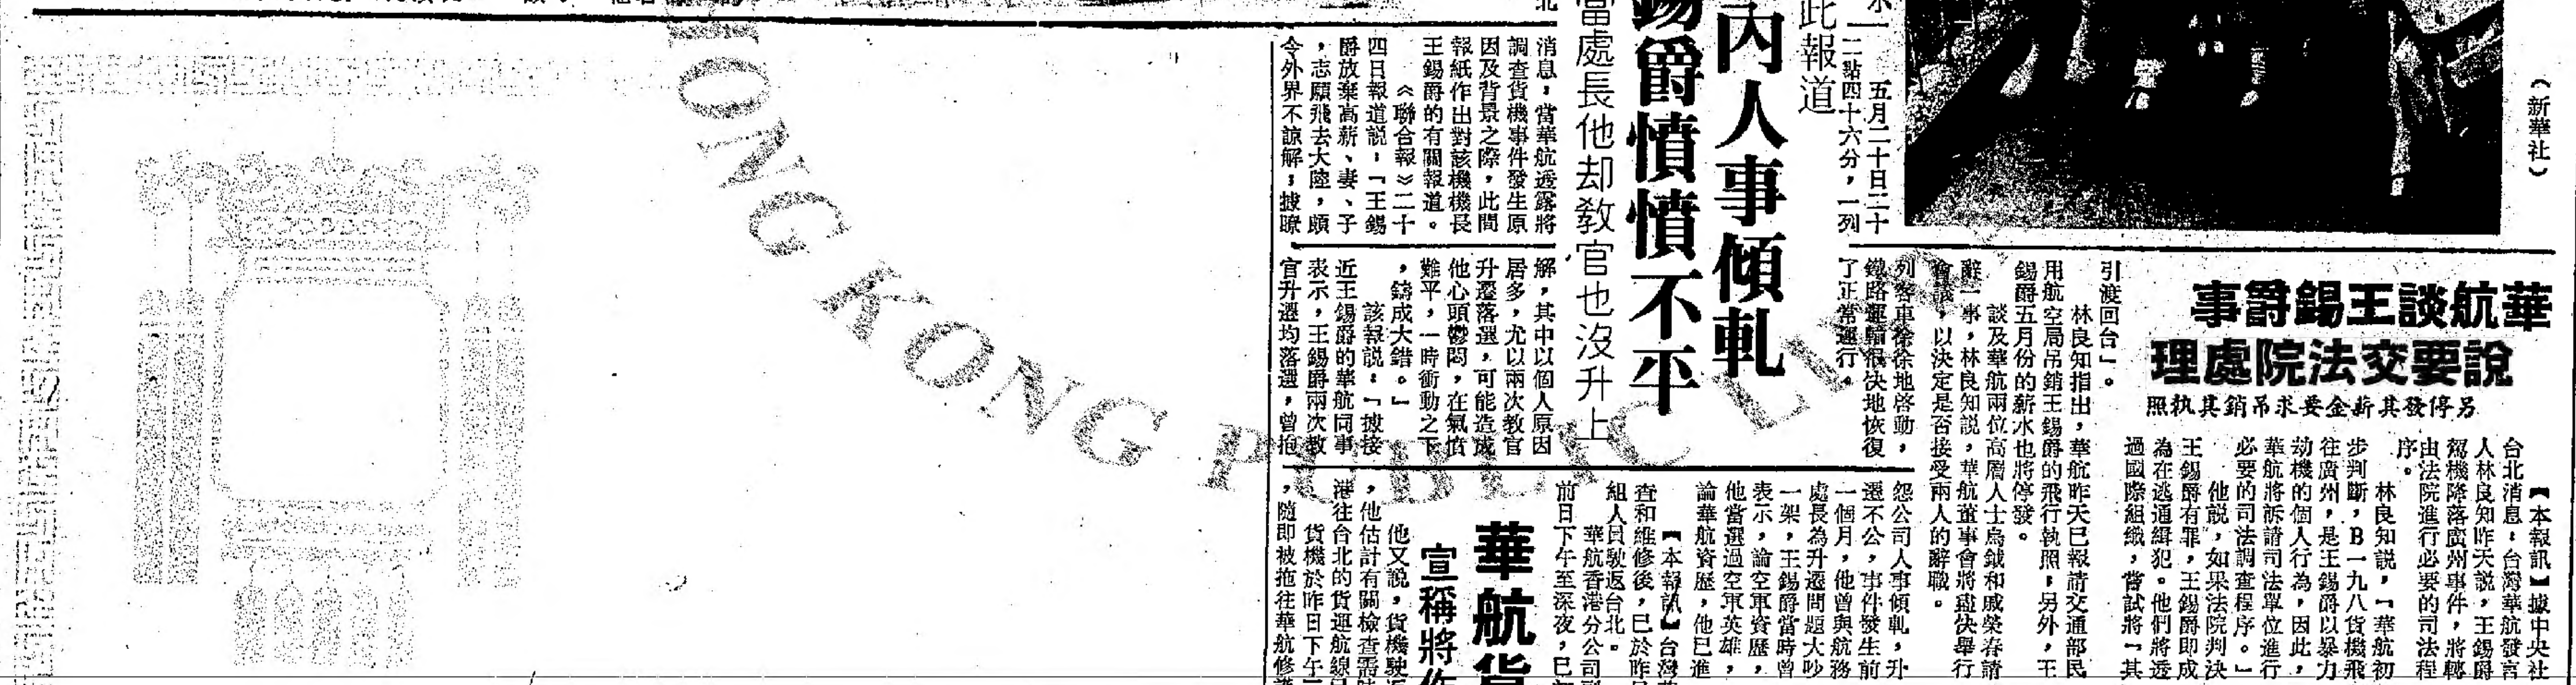 （新華社）
華航談王錫爵事
說要交法院處理
另停發其薪金要求吊銷其執照
【本報訊】據中央社
台北消息，台灣華航發言
人林良知昨天說，王錫爵
駕機降落廣州事件，將轉
由法院進行必要的司法程
序。
林良知說，「華航初
步判斷，B一九八貨機飛
往廣州，是王錫爵以暴力
劫機的個人行為，因此，
華航將訴請司法單位進行
必要的司法調查程序。」
他說，如果法院判決
王錫爵有罪，王錫爵即成
為在逃通緝犯。他們將透
過國際組織，嘗試將「其
引渡回台」。
林良知指出，華航昨天已報請交通部民
用航空局吊銷王錫爵的飛行執照，另外，王
錫爵五月份的薪水也將停發。
談及華航兩位高層人士烏鉞和戚榮春請
辭一事，林良知說，華航董事會將盡快舉行
會議，以決定是否接受兩人的辭職。
五月二十日二十
二點四十六分，一列
列客車徐徐地啓動，
鐵路運輸很快地恢復
了正常運行。
此報道
內人事傾軋
錫爵憤憤不平
當處長他却教官也沒升上
消息，當華航透露將
調查貨機事件發生原
因及背景之際，此間
報紙作出對該機機長
王錫爵的有關報道。
《聯合報》二十
四日報道說，「王錫
爵放棄高薪、妻、子
，志願飛去大陸，頗
令外界不諒解；據瞭
解，其中以個人原因
居多，尤以兩次教官
升遷落選，可能造成
他心頭鬱悶，在氣憤
難平，一時衝動之下
，鑄成大錯。」
該報說，「據接
近王錫爵的華航同事
表示，王錫爵兩次教
官升遷均落選，曾抱
怨公司人事傾軋，升
遷不公，事件發生前
一個月，他曾與航務
處長為升遷問題大吵
一架，王錫爵當時曾
表示，論空軍資歷，
他當選過空軍英雄，
論華航資歷，他已進
華航貨
宣稱將作
【本報訊】台灣華
查和維修後，已於昨日
組人員駛返台北。
華航香港分公司副
前日下午至深夜，已
他又說，貨機駛返
，他估計有關檢查需時
港往台北的貨運航線
貨機於昨日下午
，隨即被拖往華航修護
HONG KONG PUBLIC LI